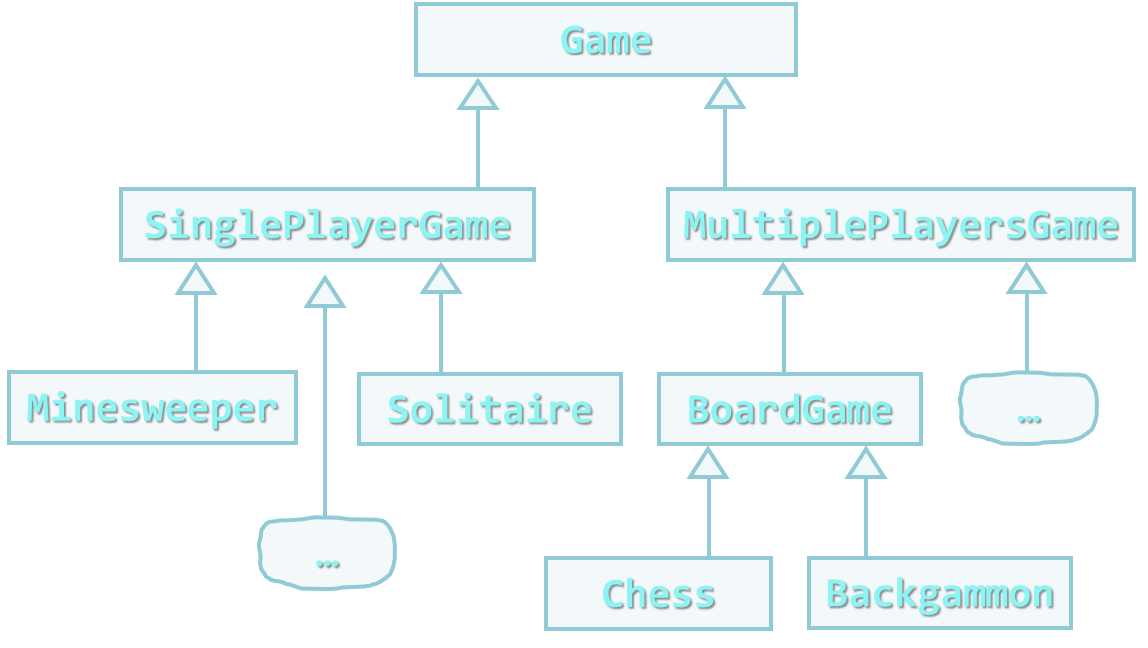 Game
SinglePlayerGame
MultiplePlayersGame
Minesweeper
Solitaire
BoardGame
…
…
Chess
Backgammon